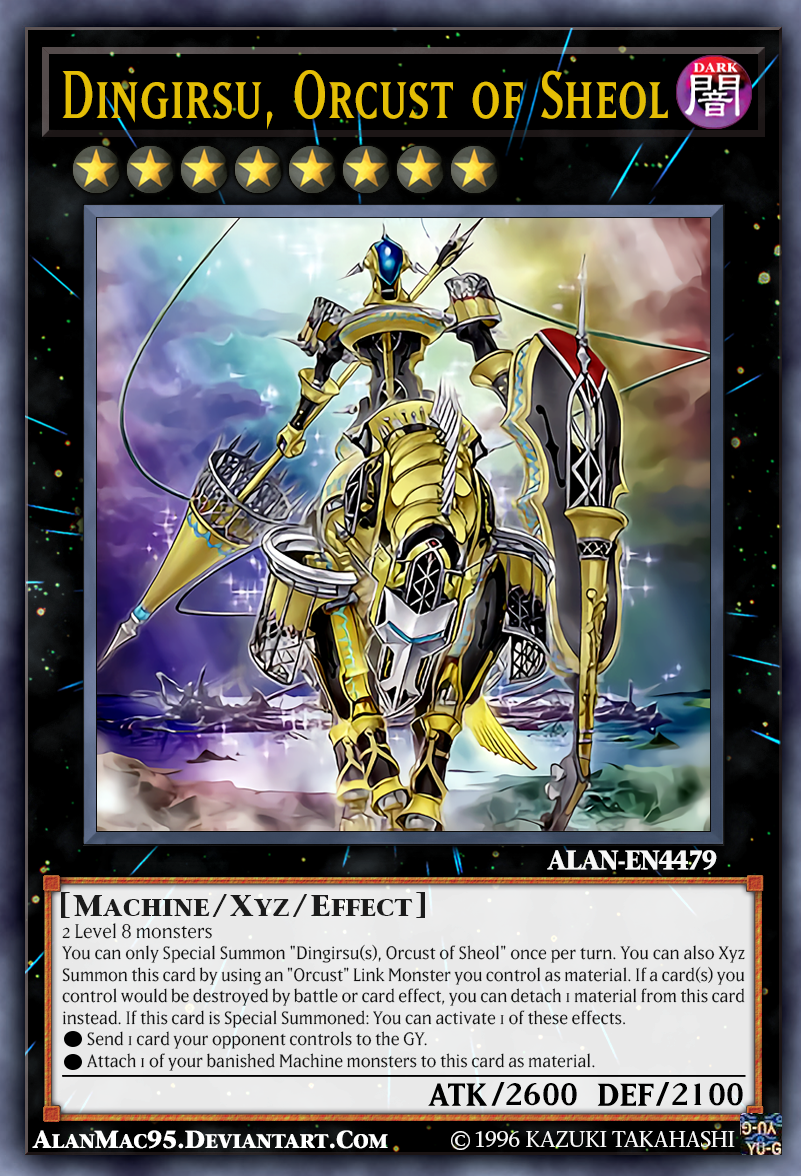 Dingirsu, Orcust of Sheol
DARK
闇
ALAN-EN4479
[Machine/Xyz/Effect]
2 Level 8 monsters
You can only Special Summon "Dingirsu(s), Orcust of Sheol" once per turn. You can also Xyz
Summon this card by using an "Orcust" Link Monster you control as material. If a card(s) you
control would be destroyed by battle or card effect, you can detach 1 material from this card
instead. If this card is Special Summoned: You can activate 1 of these effects.
● Send 1 card your opponent controls to the GY.
● Attach 1 of your banished Machine monsters to this card as material.
ATK/2600 DEF/2100
AlanMac95.Deviantart.Com
© 1996 KAZUKI TAKAHASHI
YU-G
YU-G